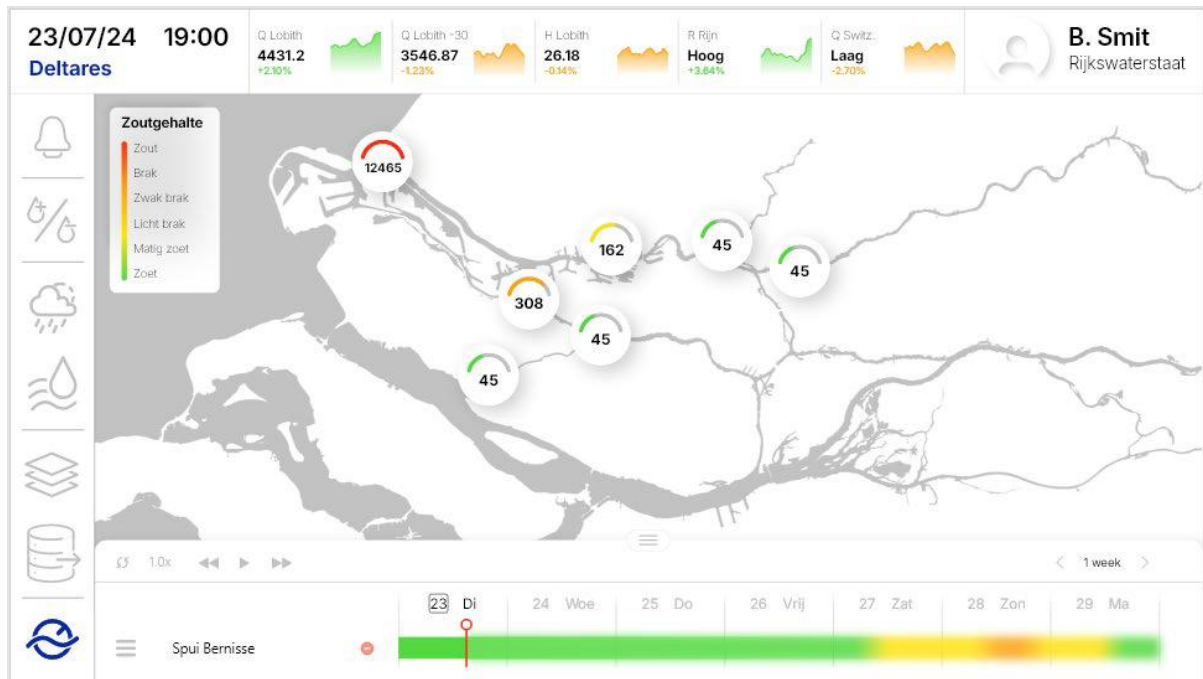 23/07/24 19:00
Deltares
Q Lobith
4431.2
+2.10%
Q Lobith -30
3546.87
-1.23%
H Lobith
26.18
-0.14%
R Rijn
Hoog
+3.64%
Q Switz.
Laag
-2.70%
B. Smit
Rijkswaterstaat
Zoutgehalte
Zout
Brak
Zwak brak
Licht brak
Matig zoet
Zoet
12465
162
45
45
308
45
45
1.0x
1 week
23 Di
24 Woe
25 Do
26 Vrij
27 Zat
28 Zon
29 Ma
Spui Bernisse